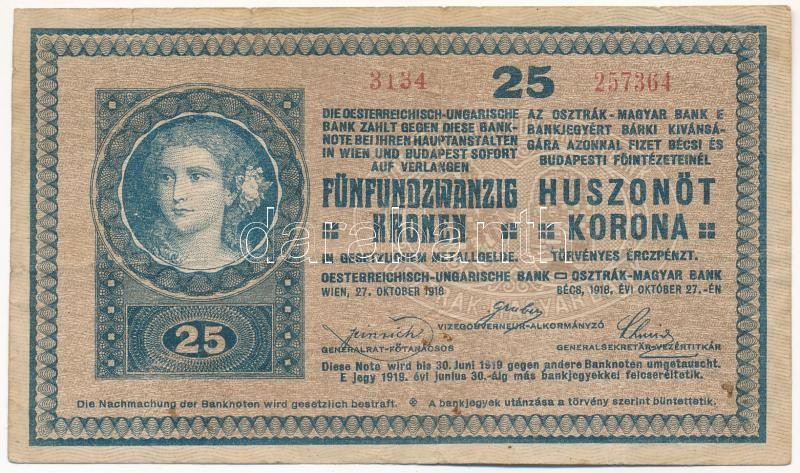 3134 25 257364
DIE OESTERREICHISCH-UNGARISCHE
BANK ZAHLT GEGEN DIESE BANK-
NOTE BEI IHREN HAUPTANSTALTEN
IN WIEN UND BUDAPEST SOFORT
AUF VERLANGEN
FÜNFUNDZWANZIG
KRONEN
IN GESETZLICHEM METALLGELDE.
OESTERREICHISCH-UNGARISCHE BANK
WIEN, 27. OKTOBER 1918
AZ OSZTRÁK-MAGYAR BANK E
BANKJEGYÉRT BÁRKI KIVÁNSÁ-
GÁRA AZONNAL FIZET BÉCSI ÉS
BUDAPESTI FŐINTÉZETEINÉL
HUSZONÖT
KORONA
TÖRVÉNYES ÉRCZPÉNZT.
OSZTRÁK-MAGYAR BANK
BÉCS, 1918. ÉVI OKTÓBER 27.-ÉN
darabanth
Gruber
VIZEGOUVERNEUR-ALKORMÁNYZÓ
GENERALRAT-FŐTANÁCSOS
GENERALSEKRETÄR-VEZÉRTITKÁR
25
Diese Note wird bis 30. Juni 1919 gegen andere Banknoten umgetauscht.
E jegy 1919. évi junius 30.-áig más bankjegyekkel felcseréltetik.
Die Nachmachung der Banknoten wird gesetzlich bestraft. A bankjegyek utánzása a törvény szerint büntettetik.